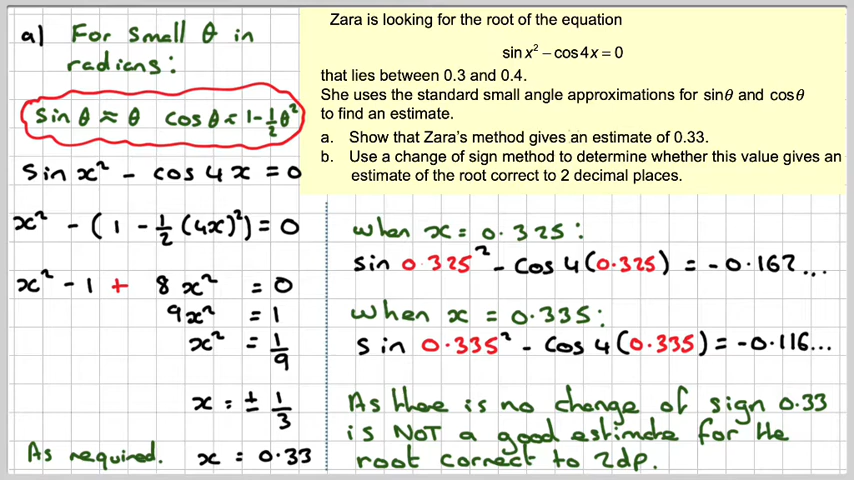 Zara is looking for the root of the equation
sin x² – cos 4x = 0
that lies between 0.3 and 0.4.
She uses the standard small angle approximations for sin θ and cos θ
to find an estimate.
a. Show that Zara's method gives an estimate of 0.33.
b. Use a change of sign method to determine whether this value gives an
estimate of the root correct to 2 decimal places.
a) For small θ in
radians:
sin θ ≈ θ cos θ ≈ 1 - ½θ²
sin x² - cos 4x = 0
x² - (1 - ½(4x)²) = 0
x² - 1 + 8x² = 0
9x² = 1
x² = 1/9
x = ± 1/3
As required. x = 0.33
when x = 0.325:
sin 0.325² - cos 4(0.325) = -0.162...
when x = 0.335:
sin 0.335² - cos 4(0.335) = -0.116...
As there is no change of sign 0.33
is NOT a good estimate for the
root correct to 2dp.